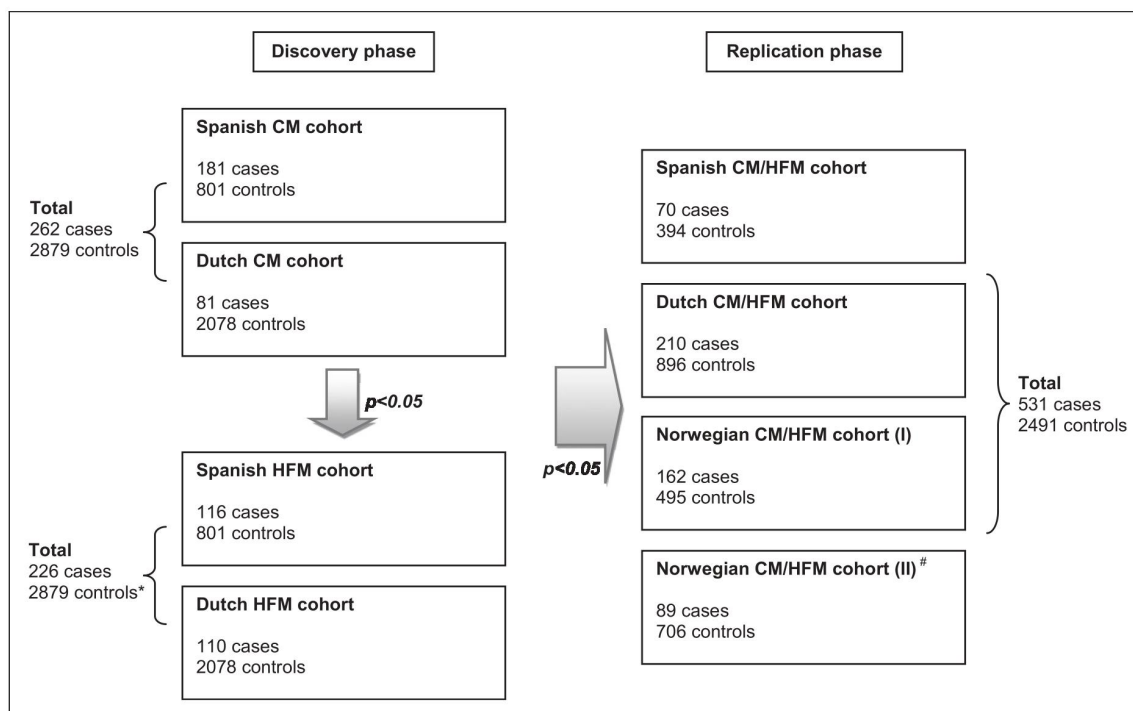 Discovery phase
Spanish CM cohort
181 cases
801 controls
Total
262 cases
2879 controls
Dutch CM cohort
81 cases
2078 controls
p<0.05
Spanish HFM cohort
116 cases
801 controls
Total
226 cases
2879 controls*
Dutch HFM cohort
110 cases
2078 controls
p<0.05
Replication phase
Spanish CM/HFM cohort
70 cases
394 controls
Dutch CM/HFM cohort
210 cases
896 controls
Norwegian CM/HFM cohort (I)
162 cases
495 controls
Norwegian CM/HFM cohort (II) #
89 cases
706 controls
Total
531 cases
2491 controls